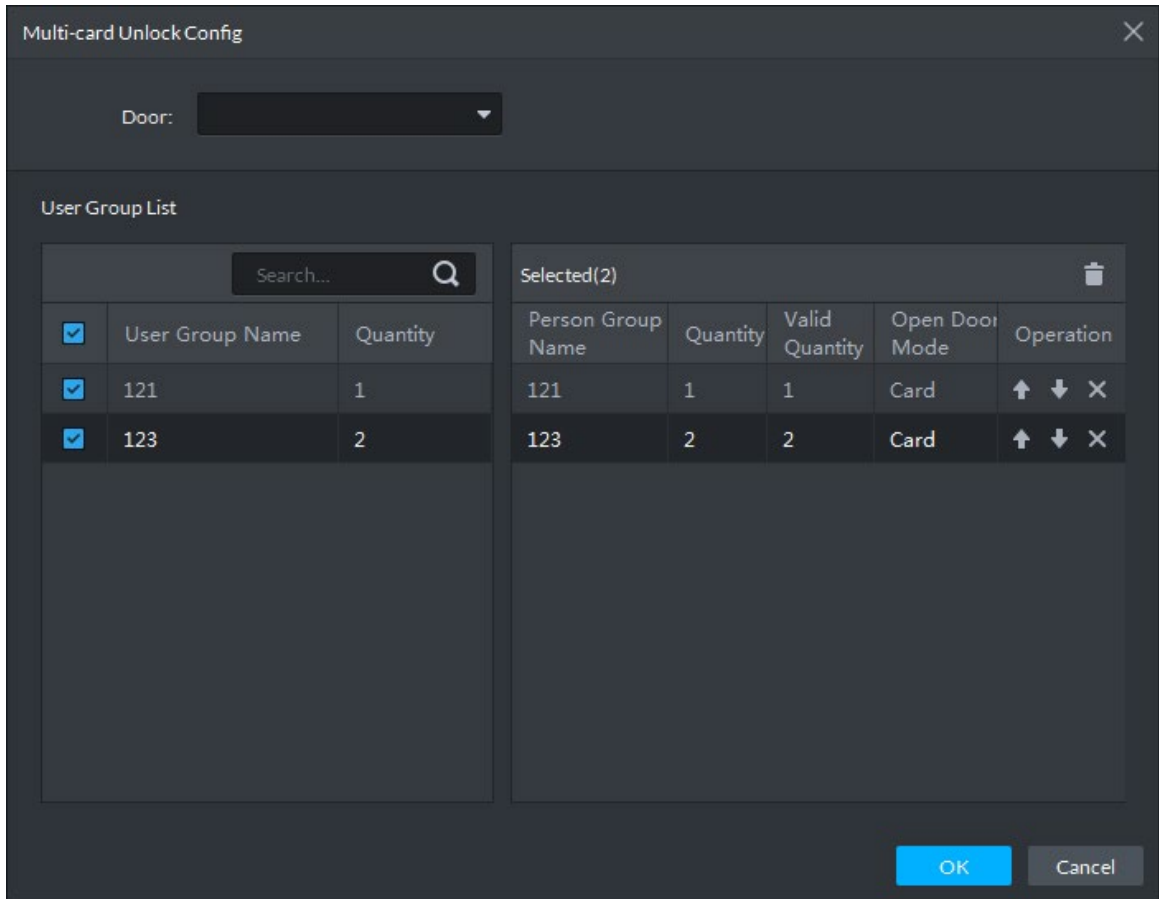 Multi-card Unlock Config
Door:
User Group List
Search...
Selected(2)
User Group Name Quantity
Person Group Name Quantity Valid Quantity Open Door Mode Operation
121 1 121 1 1 Card
123 2 123 2 2 Card
OK Cancel